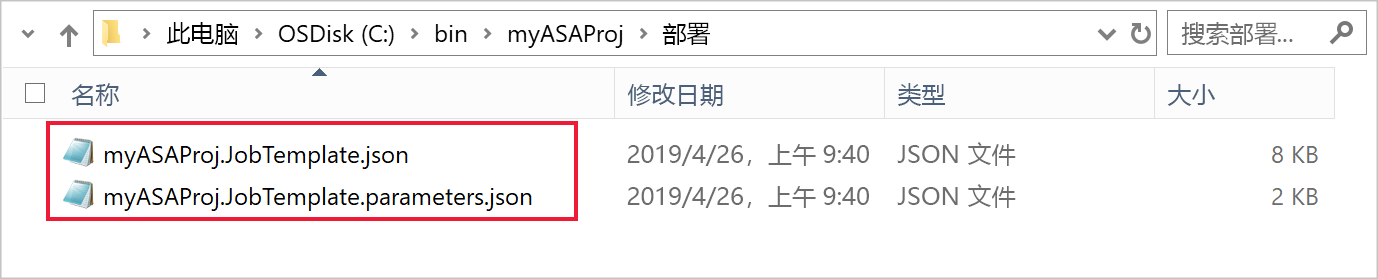 此电脑 OSDisk (C:) bin myASAProj 部署 搜索部署...
名称 修改日期 类型 大小
myASAProj.JobTemplate.json 2019/4/26，上午 9:40 JSON 文件 8 KB
myASAProj.JobTemplate.parameters.json 2019/4/26，上午 9:40 JSON 文件 2 KB